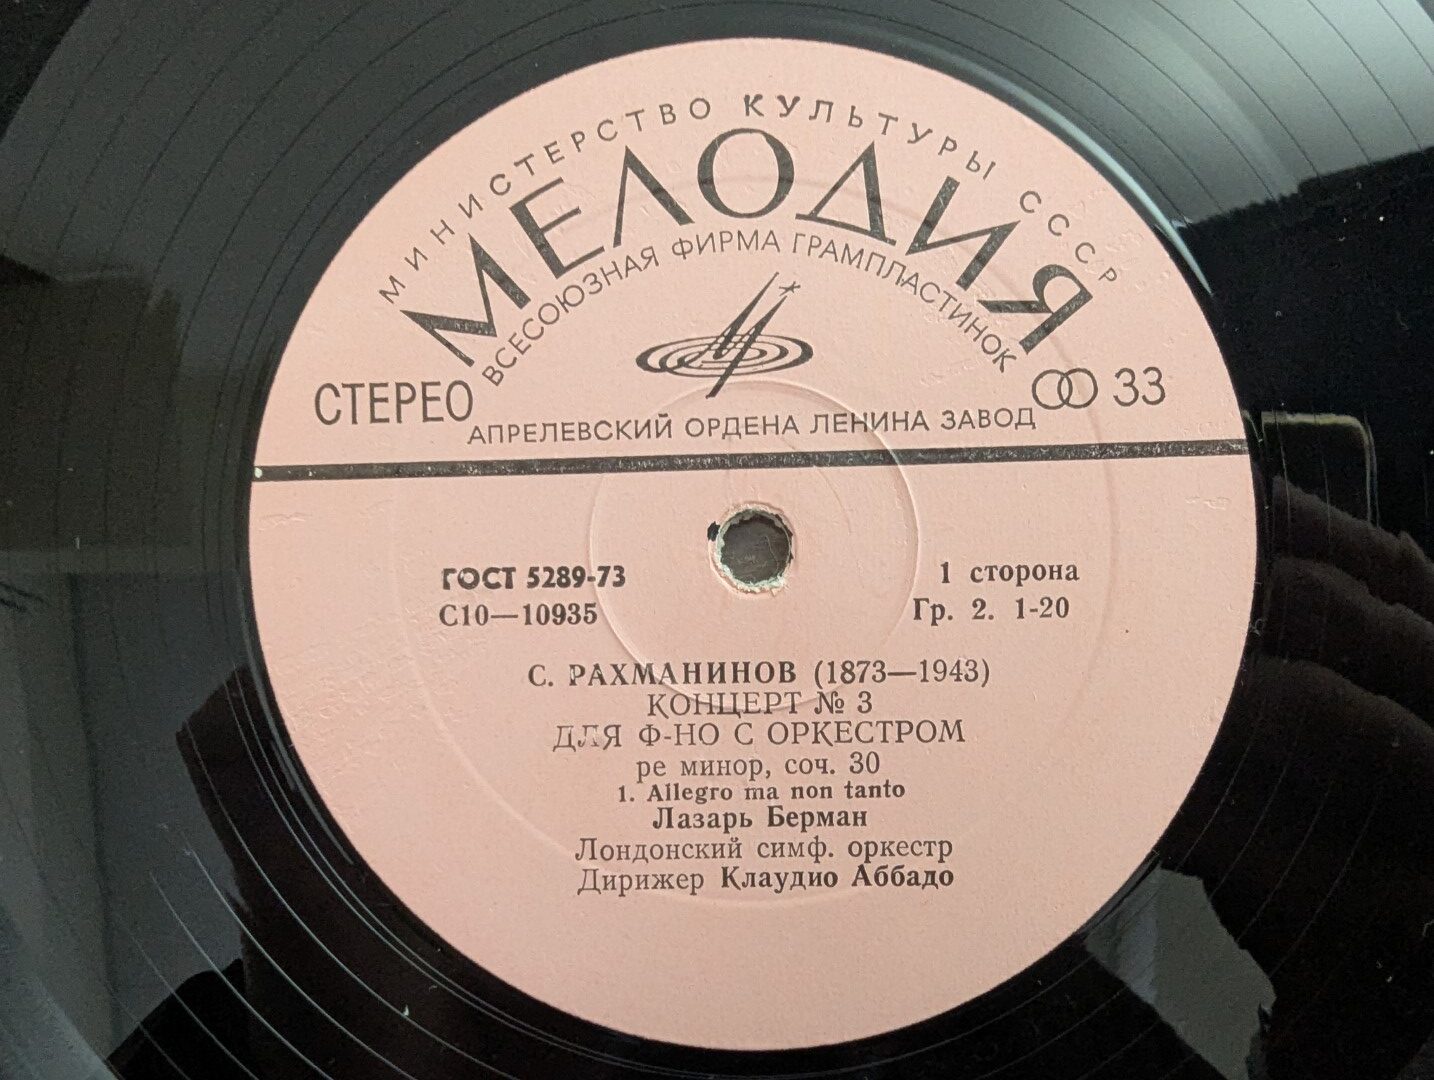 МИНИСТЕРСТВО КУЛЬТУРЫ СССР
МЕЛОДИЯ
ВСЕСОЮЗНАЯ ФИРМА ГРАМПЛАСТИНОК
СТЕРЕО
33
АПРЕЛЕВСКИЙ ОРДЕНА ЛЕНИНА ЗАВОД
ГОСТ 5289-73
1 сторона
С10—10935
Гр. 2. 1-20
С. РАХМАНИНОВ (1873—1943)
КОНЦЕРТ № 3
ДЛЯ Ф-НО С ОРКЕСТРОМ
ре минор, соч. 30
1. Allegro ma non tanto
Лазарь Берман
Лондонский симф. оркестр
Дирижер Клаудио Аббадо